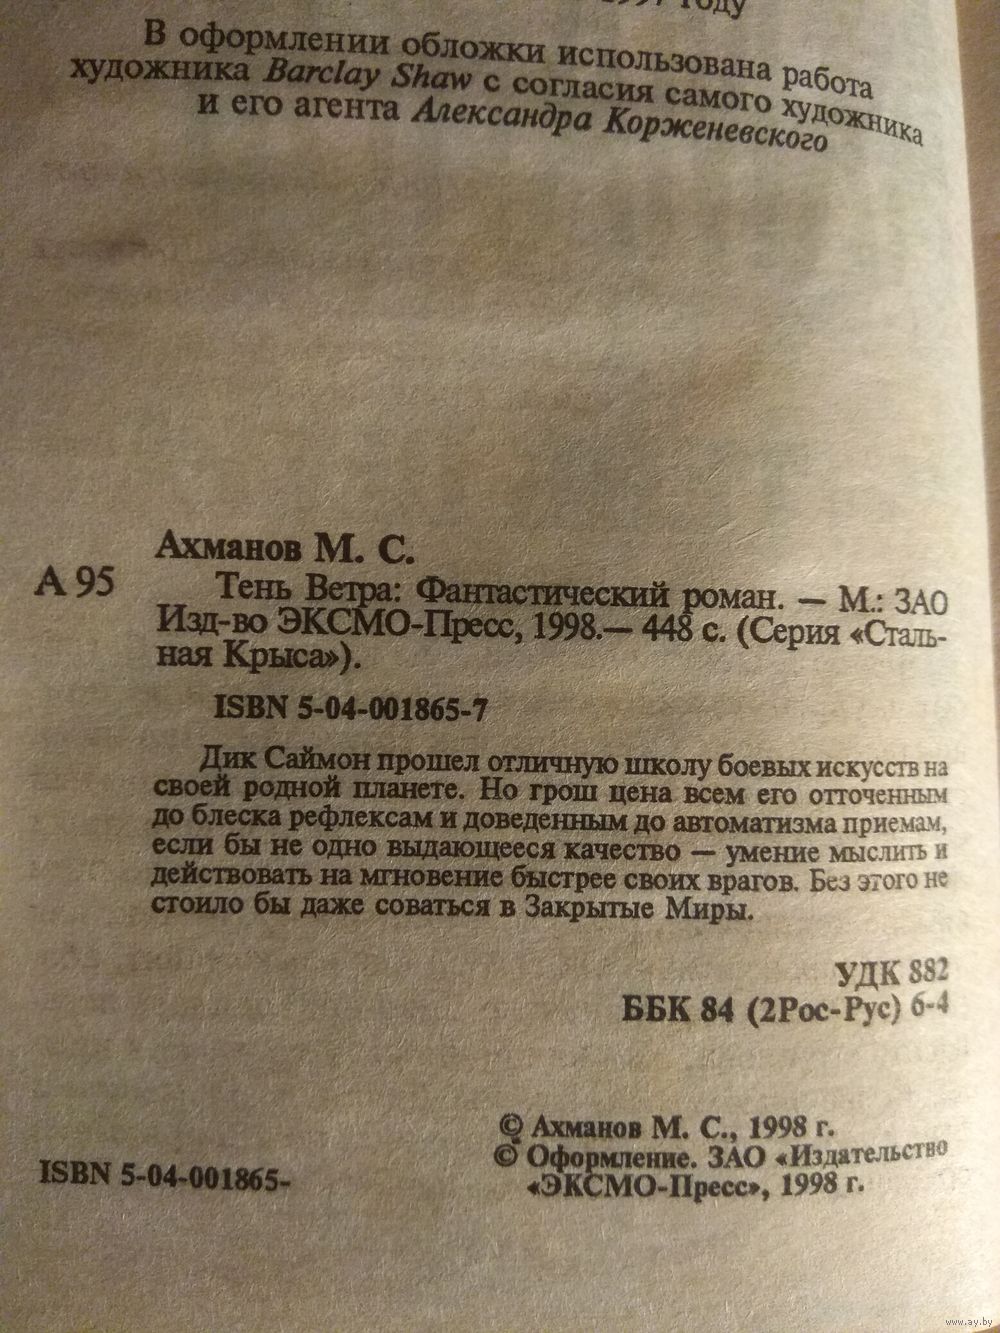 1997 году
В оформлении обложки использована работа
художника Barclay Shaw с согласия самого художника
и его агента Александра Корженевского
Ахманов М. С.
А 95
Тень Ветра: Фантастический роман. — М.: ЗАО
Изд-во ЭКСМО-Пресс, 1998.— 448 с. (Серия «Сталь-
ная Крыса»).
ISBN 5-04-001865-7
Дик Саймон прошел отличную школу боевых искусств на
своей родной планете. Но грош цена всем его отточенным
до блеска рефлексам и доведенным до автоматизма приемам,
если бы не одно выдающееся качество — умение мыслить и
действовать на мгновение быстрее своих врагов. Без этого не
стоило бы даже соваться в Закрытые Миры.
УДК 882
ББК 84 (2Рос-Рус) 6-4
© Ахманов М. С., 1998 г.
© Оформление. ЗАО «Издательство
«ЭКСМО-Пресс», 1998 г.
ISBN 5-04-001865-
www.ay.by